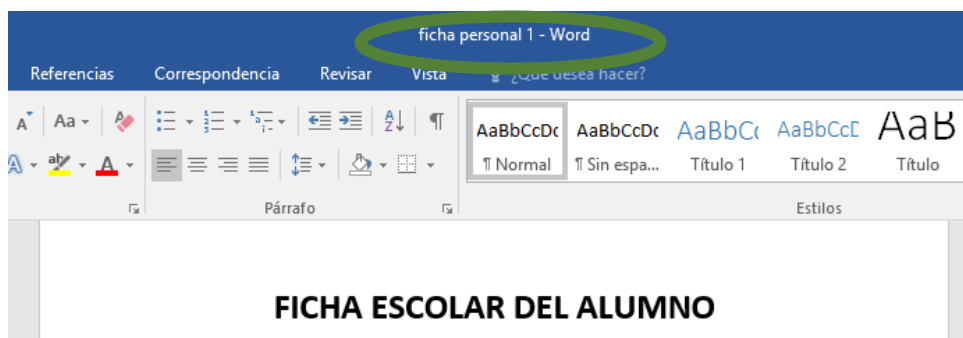 ficha personal 1 - Word
Referencias Correspondencia Revisar Vista ¿Qué desea hacer?
A Aa
AaBbCcDc AaBbCcDc AaBbCc AaBbCcD AaB
¶ Normal ¶ Sin espa... Título 1 Título 2 Título
Párrafo Estilos
FICHA ESCOLAR DEL ALUMNO